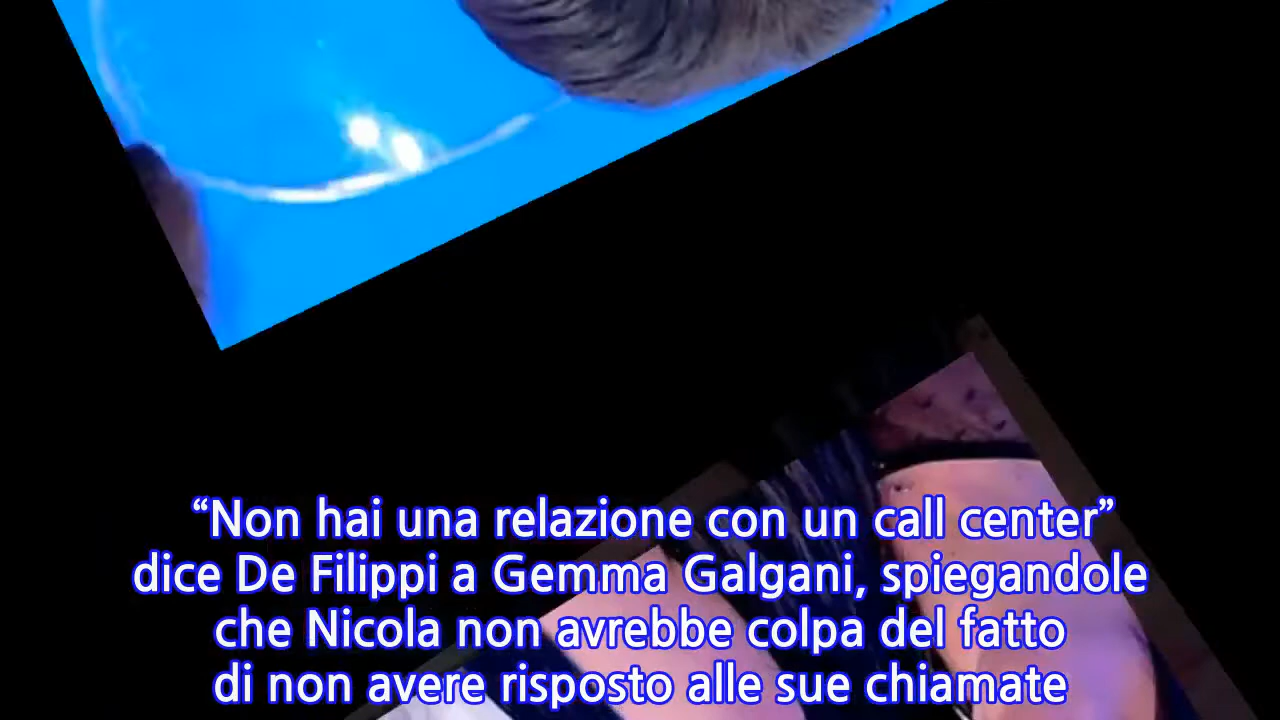 “Non hai una relazione con un call center”
dice De Filippi a Gemma Galgani, spiegandole
che Nicola non avrebbe colpa del fatto
di non avere risposto alle sue chiamate